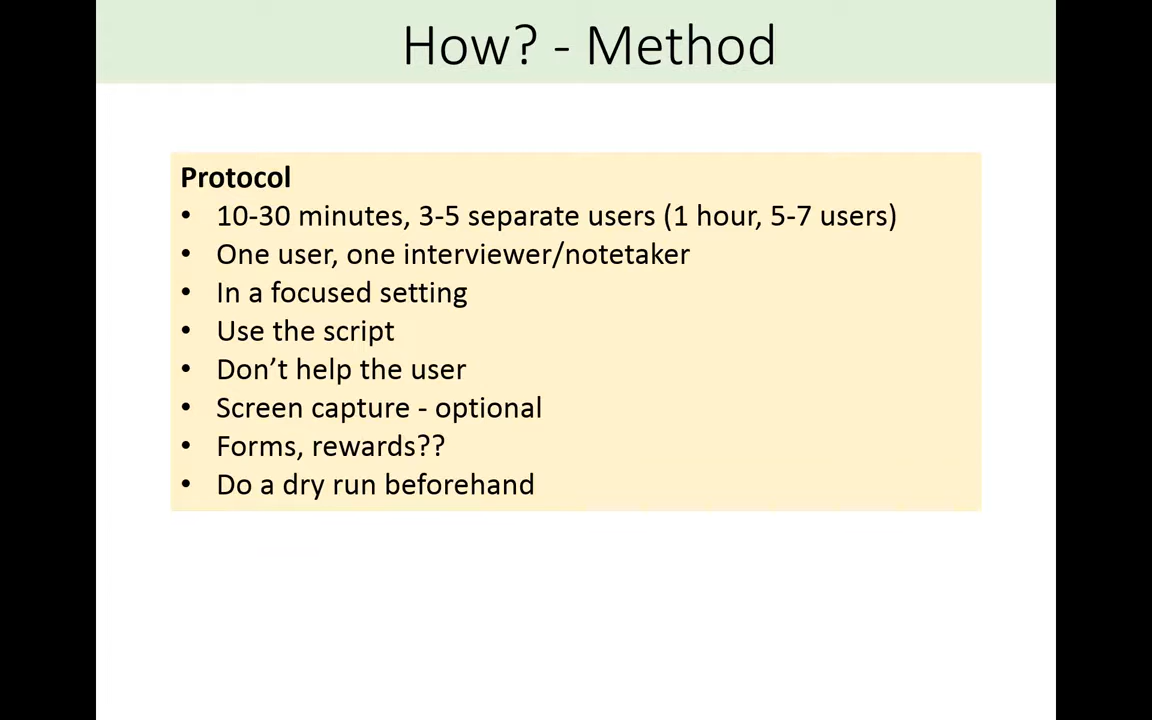 How? - Method
Protocol
• 10-30 minutes, 3-5 separate users (1 hour, 5-7 users)
• One user, one interviewer/notetaker
• In a focused setting
• Use the script
• Don’t help the user
• Screen capture - optional
• Forms, rewards??
• Do a dry run beforehand